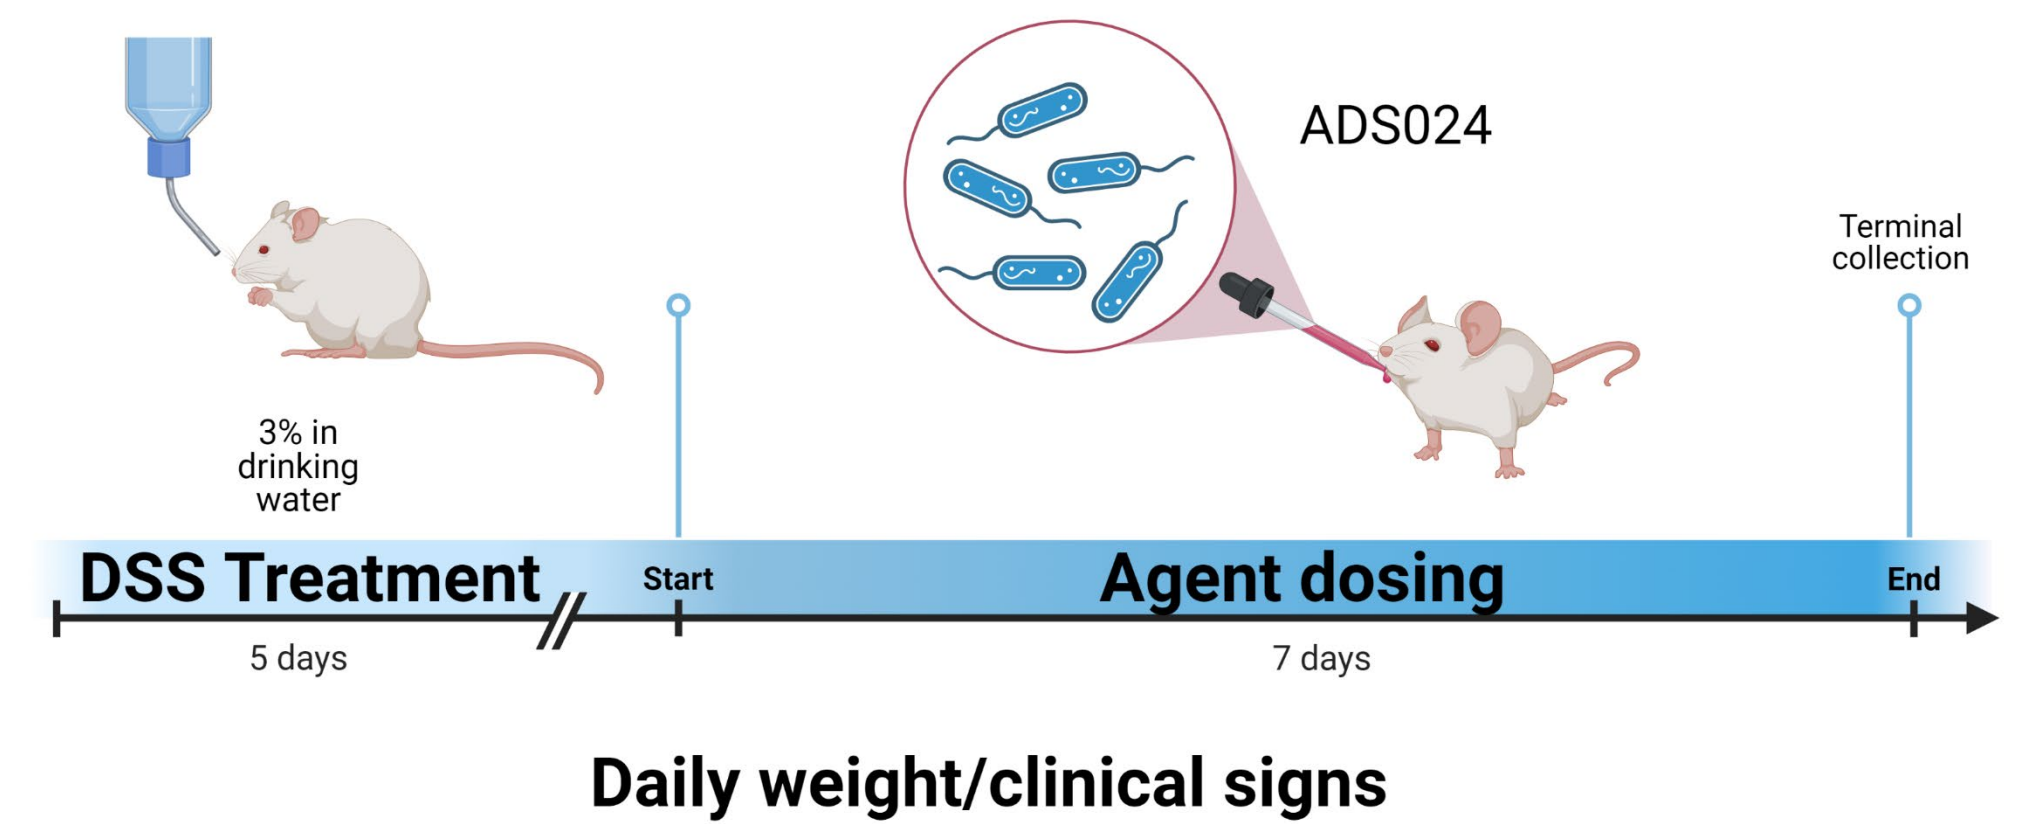 ADS024
Terminal
collection
3% in
drinking
water
DSS Treatment
Start
Agent dosing
End
5 days
7 days
Daily weight/clinical signs